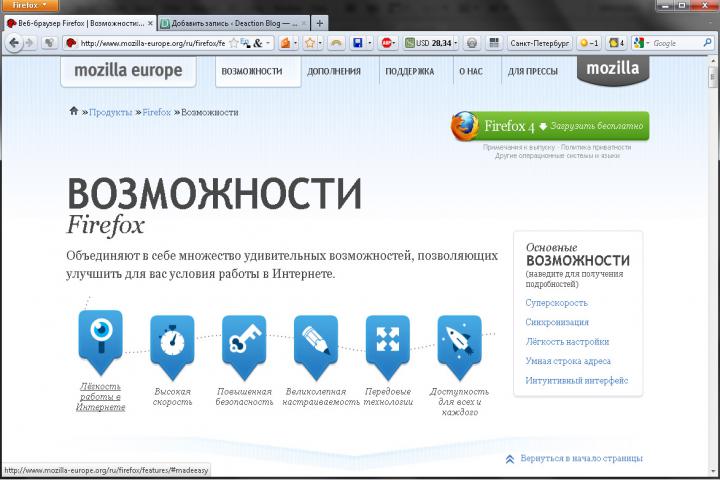 Firefox
Веб-браузер Firefox | Возможности:...
Добавить запись ‹ Deaction Blog — ...
http://www.mozilla-europe.org/ru/firefox/fe
&
ABP
USD 28,34
Санкт-Петербург
−1
4
Google
mozilla europe
ВОЗМОЖНОСТИ
ДОПОЛНЕНИЯ
ПОДДЕРЖКА
О НАС
ДЛЯ ПРЕССЫ
mozilla
» Продукты » Firefox » Возможности
Firefox 4 Загрузить бесплатно
Примечания к выпуску - Политика приватности
Другие операционные системы и языки
ВОЗМОЖНОСТИ
Firefox
Объединяют в себе множество удивительных возможностей, позволяющих
улучшить для вас условия работы в Интернете.
Основные
ВОЗМОЖНОСТИ
(наведите для получения
подробностей)
Суперскорость
Синхронизация
Лёгкость настройки
Умная строка адреса
Интуитивный интерфейс
Лёгкость
работы в
Интернете
Высокая
скорость
Повышенная
безопасность
Великолепная
настраиваемость
Передовые
технологии
Доступность
для всех и
каждого
Вернуться в начало страницы
http://www.mozilla-europe.org/ru/firefox/features/#madeeasy